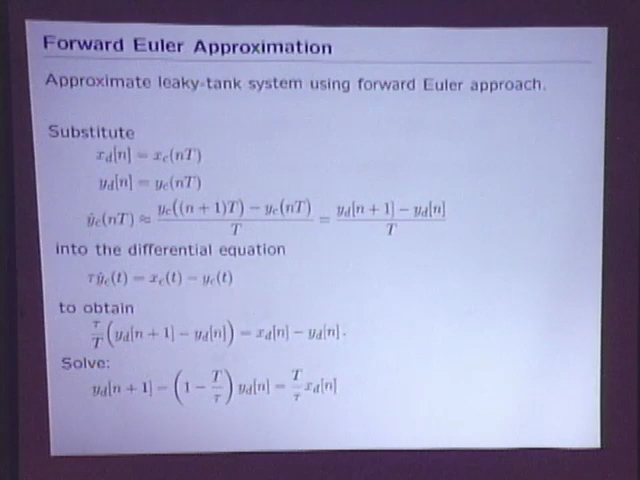 Forward Euler Approximation
Approximate leaky-tank system using forward Euler approach.
Substitute
x_d[n] = x_c(nT)
y_d[n] = y_c(nT)
ẏ_c(nT) ≈ (y_c((n + 1)T) − y_c(nT)) / T = (y_d[n + 1] − y_d[n]) / T
into the differential equation
τẏ_c(t) = x_c(t) − y_c(t)
to obtain
τ/T (y_d[n + 1] − y_d[n]) = x_d[n] − y_d[n].
Solve:
y_d[n + 1] − (1 − T/τ) y_d[n] = T/τ x_d[n]